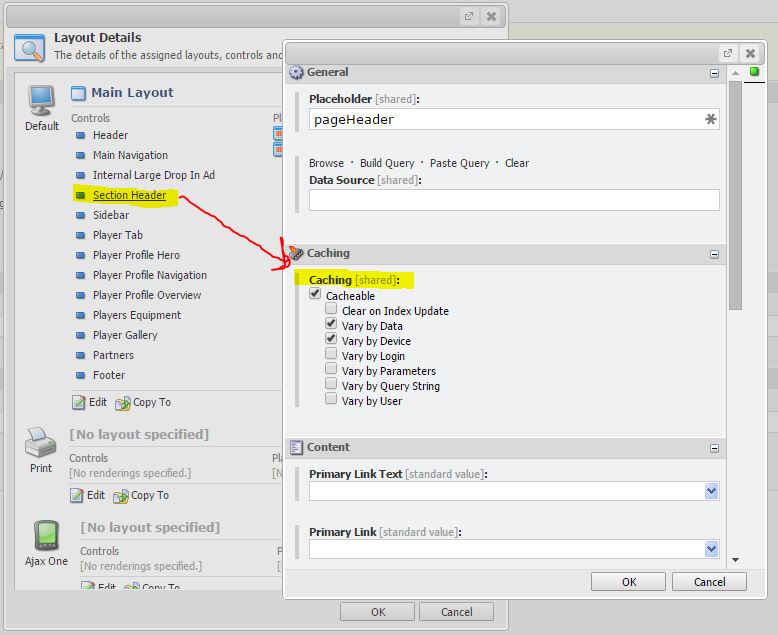 Layout Details
The details of the assigned layouts, controls and
Default
Main Layout
Controls
Header
Main Navigation
Internal Large Drop In Ad
Section Header
Sidebar
Player Tab
Player Profile Hero
Player Profile Navigation
Player Profile Overview
Players Equipment
Player Gallery
Partners
Footer
Edit Copy To
Print
[No layout specified]
Controls
[No renderings specified.]
Edit Copy To
Ajax One
[No layout specified]
Controls
[No renderings specified.]
Edit Copy To
OK Cancel
General
Placeholder [shared]:
pageHeader
Browse · Build Query · Paste Query · Clear
Data Source [shared]:
Caching
Caching [shared]:
Cacheable
Clear on Index Update
Vary by Data
Vary by Device
Vary by Login
Vary by Parameters
Vary by Query String
Vary by User
Content
Primary Link Text [standard value]:
Primary Link [standard value]:
OK Cancel